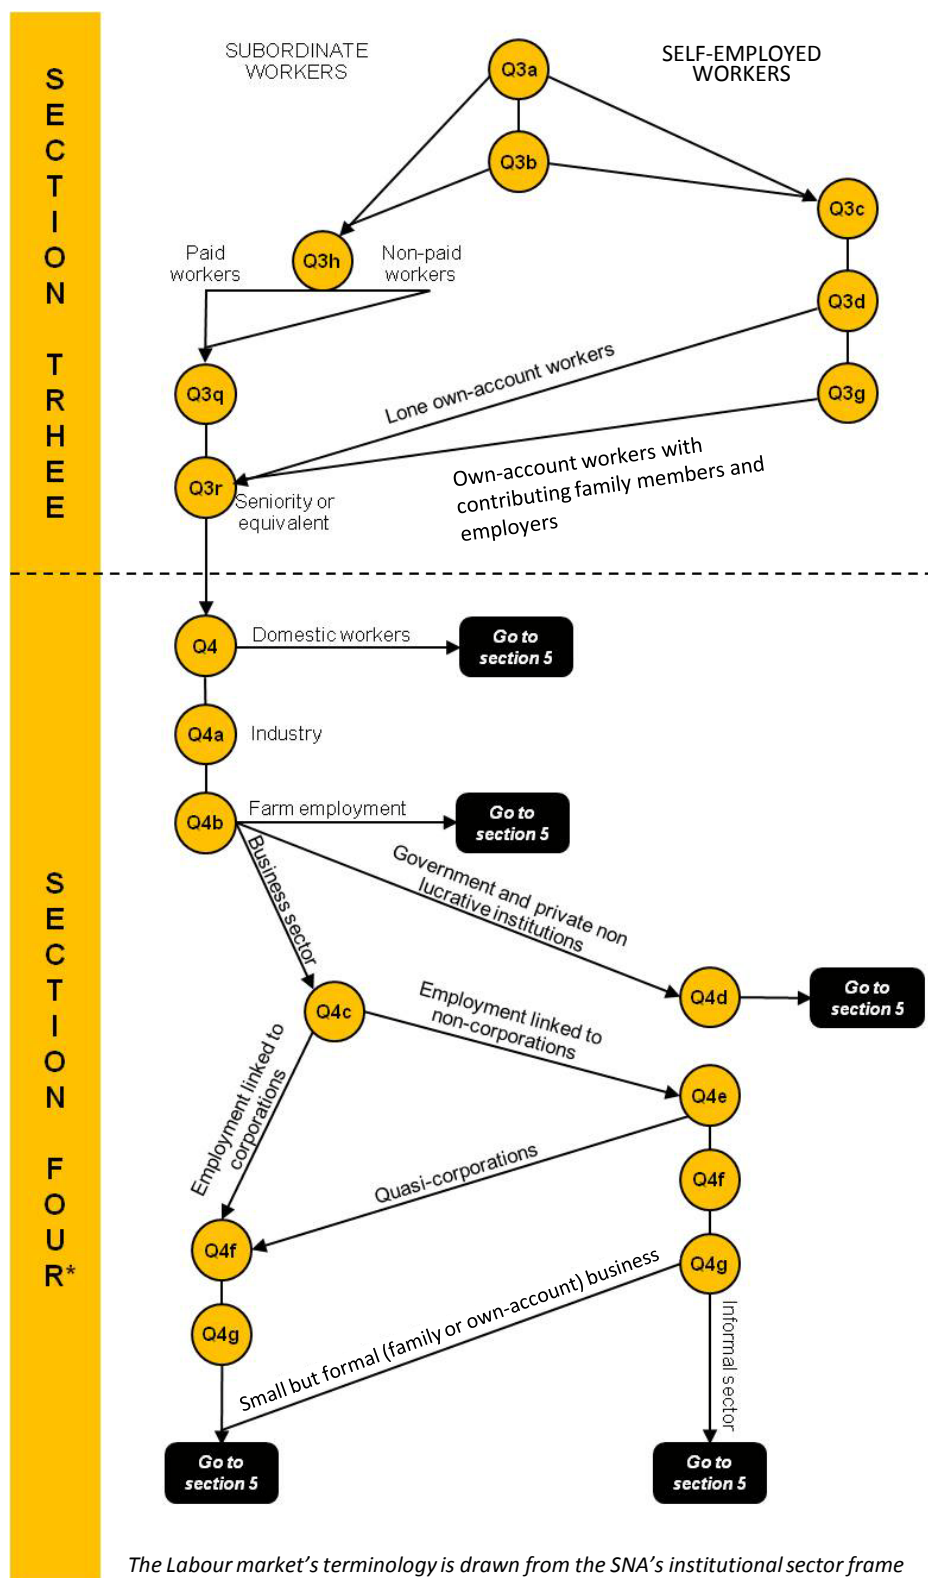 SECTION TRHEE
SUBORDINATE
WORKERS
Q3a
SELF-EMPLOYED
WORKERS
Q3b
Q3c
Paid
workers
Q3h
Non-paid
workers
Q3d
Lone own-account workers
Q3q
Q3g
Own-account workers with
contributing family members and
employers
Q3r
Seniority or
equivalent
SECTION FOUR*
Q4
Domestic workers
Go to
section 5
Q4a
Industry
Q4b
Farm employment
Go to
section 5
Business sector
Government and private non
lucrative institutions
Q4d
Go to
section 5
Q4c
Employment linked to
non-corporations
Employment linked to
corporations
Q4e
Quasi-corporations
Q4f
Q4f
Q4g
Q4g
Small but formal (family or own-account) business
Informal sector
Go to
section 5
Go to
section 5
The Labour market's terminology is drawn from the SNA's institutional sector frame